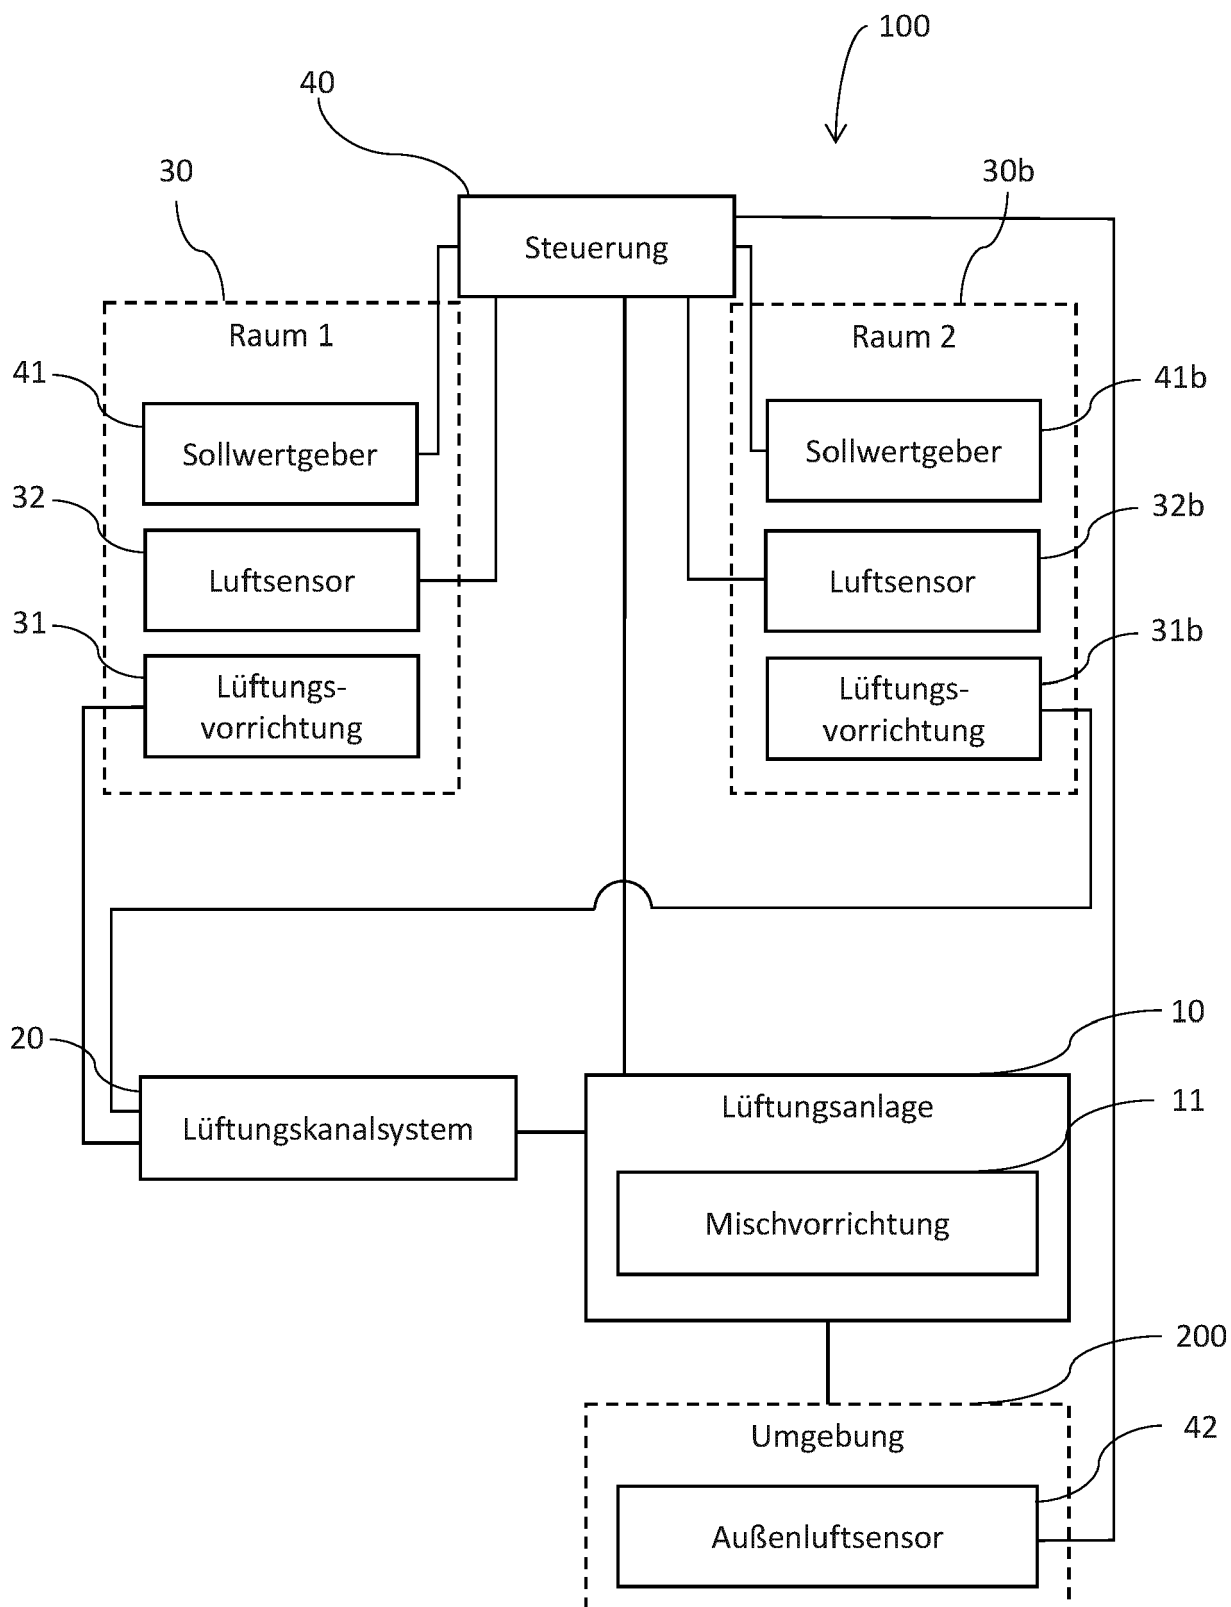 100
40
30
30b
Steuerung
Raum 1
Raum 2
41
41b
Sollwertgeber
Sollwertgeber
32
32b
Luftsensor
Luftsensor
31
31b
Lüftungs-
vorrichtung
Lüftungs-
vorrichtung
10
20
11
Lüftungsanlage
Lüftungskanalsystem
Mischvorrichtung
200
42
Umgebung
Außenluftsensor